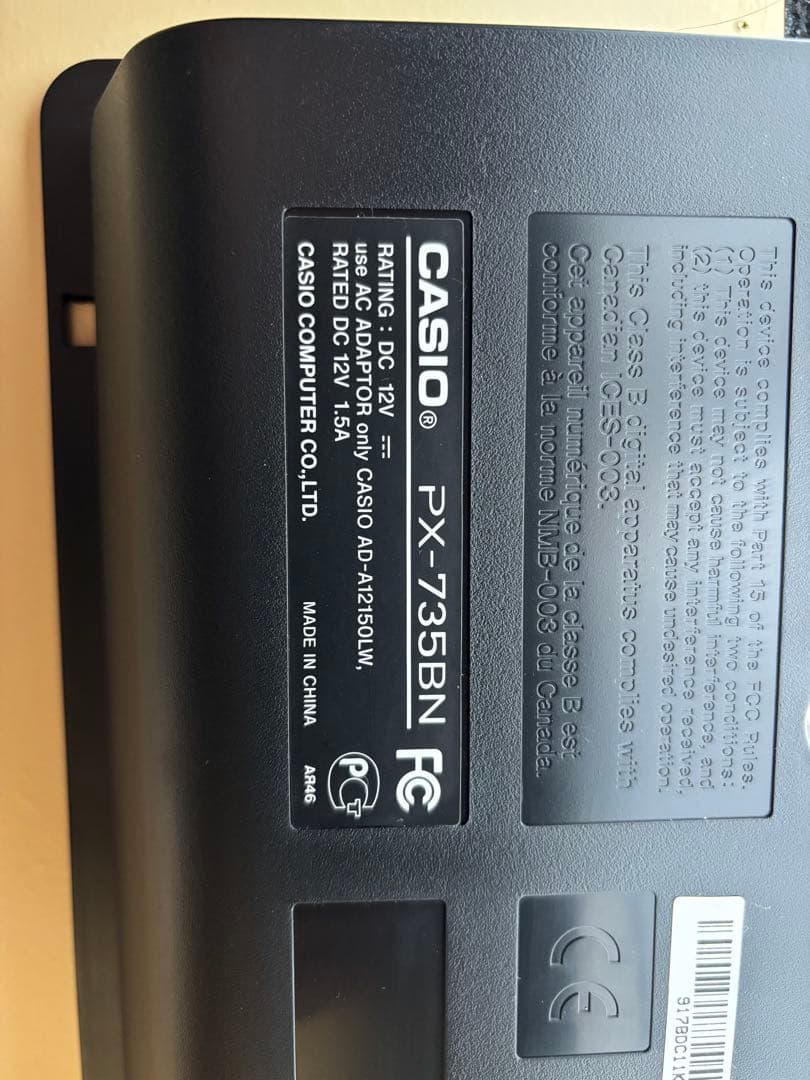 This device complies with Part 15 of the FCC Rules.
Operation is subject to the following two conditions:
(1) This device may not cause harmful interference, and
(2) this device must accept any interference received,
including interference that may cause undesired operation.
This Class B digital apparatus complies with
Canadian ICES-003.
Cet appareil numérique de la classe B est
conforme à la norme NMB-003 du Canada.
CASIO® PX-735BN FC
RATING : DC 12V ⎓
use AC ADAPTOR only CASIO AD-A12150LW,
RATED DC 12V 1.5A
CASIO COMPUTER CO.,LTD. MADE IN CHINA AR46
PCT
CE
917BDC11K